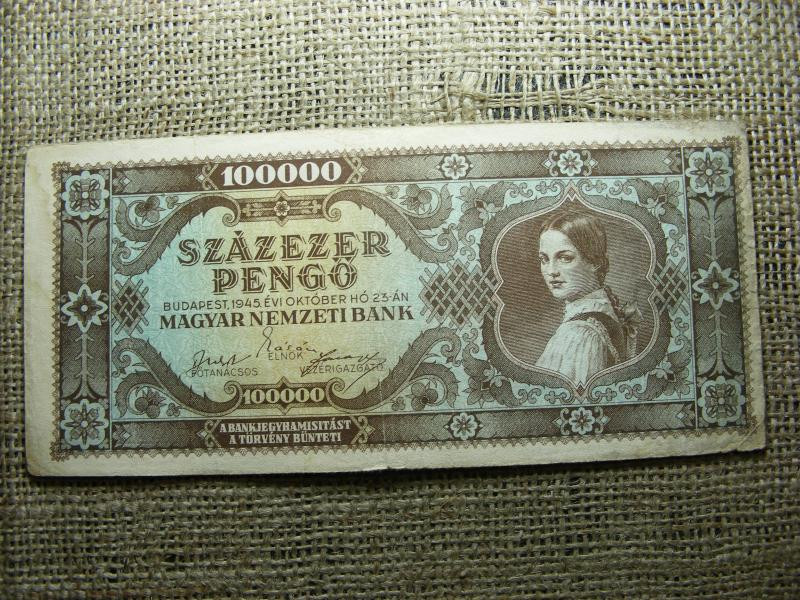 100000
SZÁZEZER
PENGŐ
BUDAPEST, 1945. ÉVI OKTÓBER HÓ 23-ÁN
MAGYAR NEMZETI BANK
ELNÖK
FŐTANÁCSOS VEZÉRIGAZGATÓ
100000
A BANKJEGYHAMISÍTÁST
A TÖRVÉNY BÜNTETI